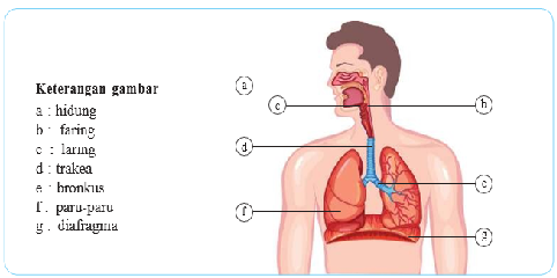 Keterangan gambar
a : hidung
b : faring
c : laring
d : trakea
e : bronkus
f : paru-paru
g : diafragma
a
c
b
d
e
f
g